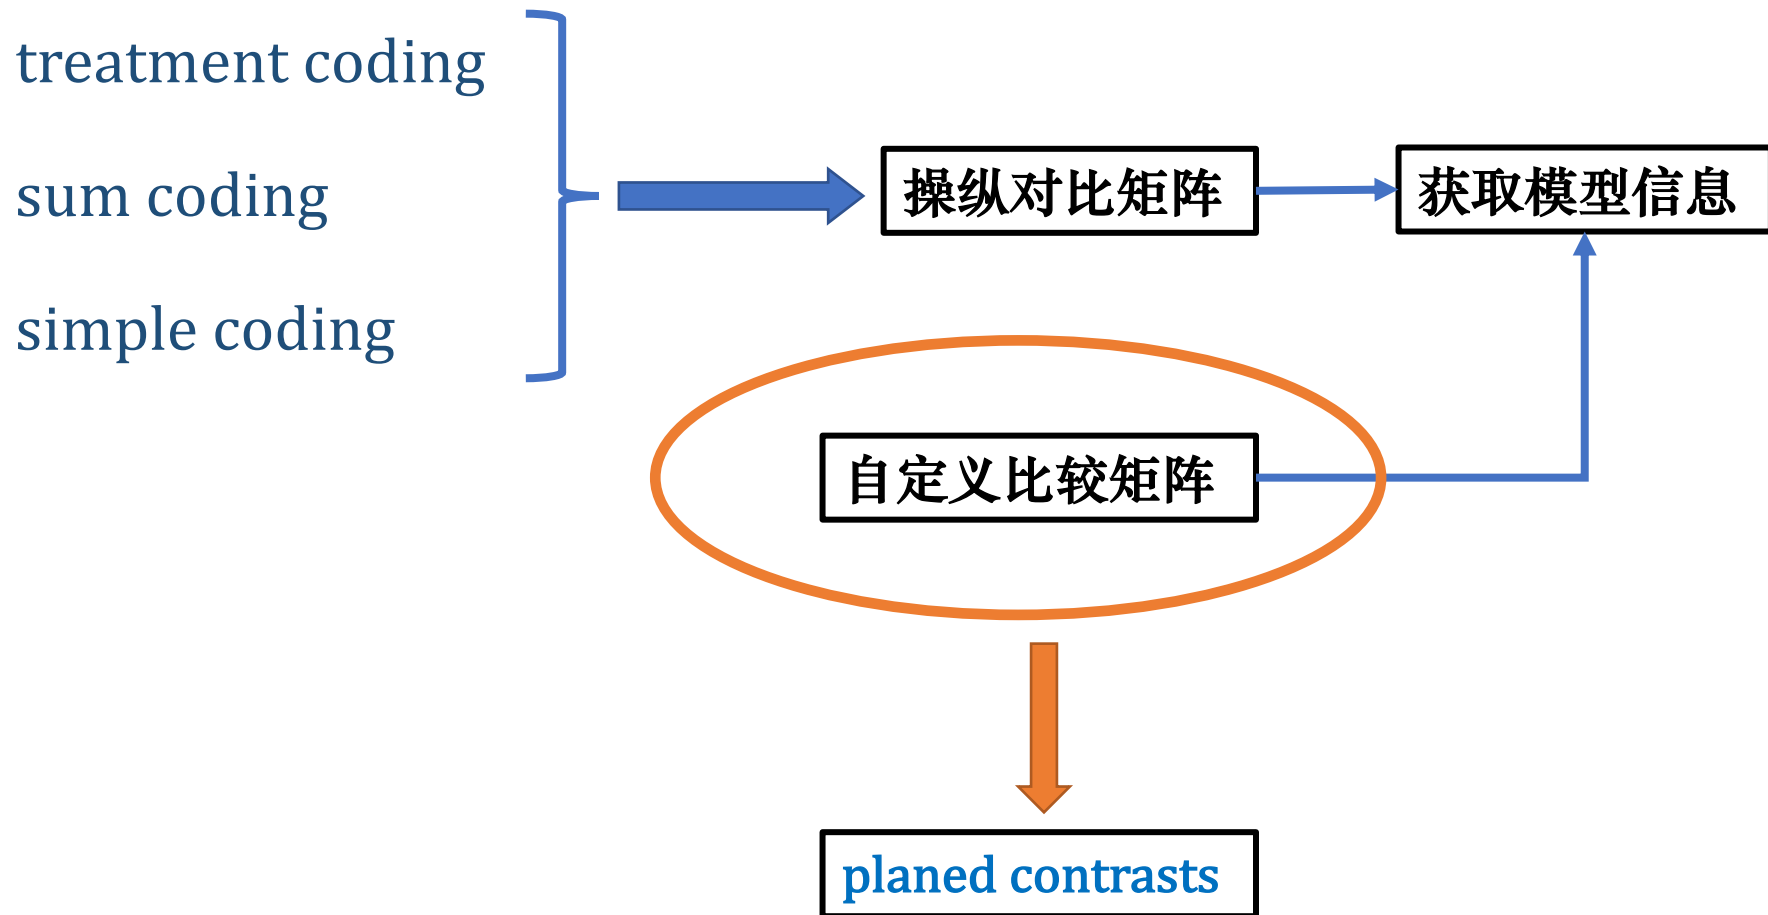 treatment coding
sum coding
simple coding
操纵对比矩阵
获取模型信息
自定义比较矩阵
planed contrasts